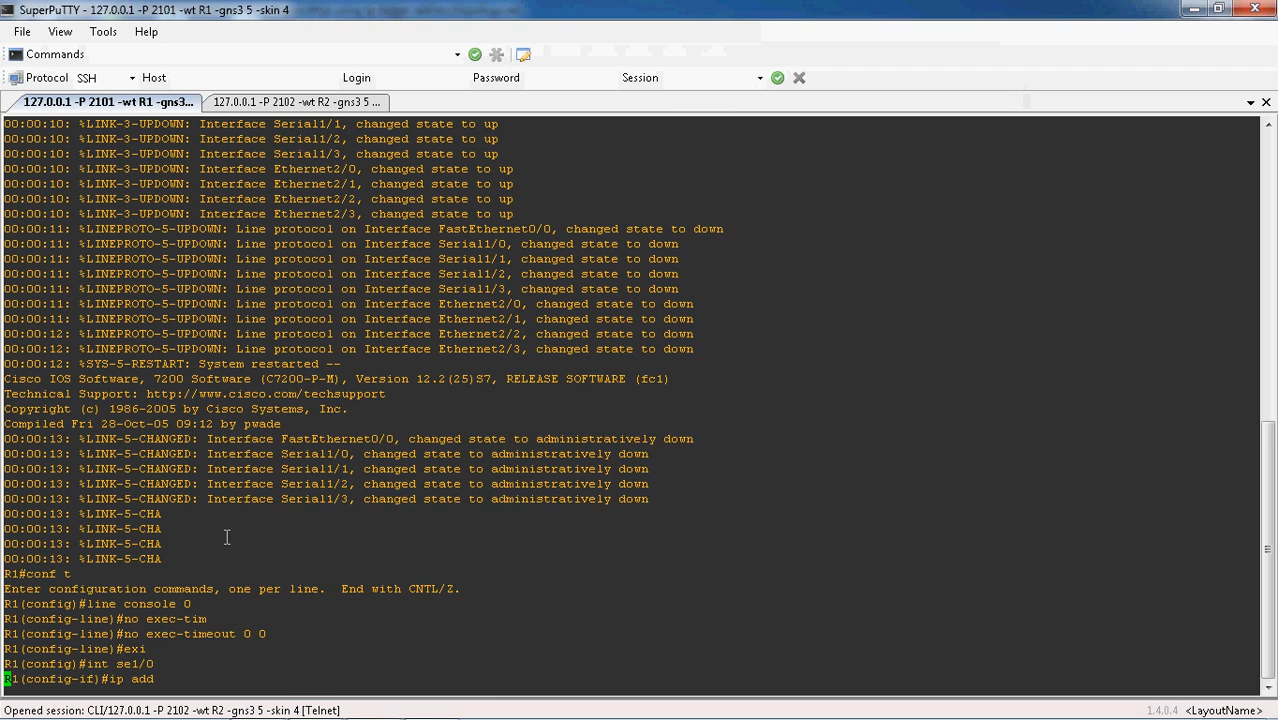 SuperPuTTY - 127.0.0.1 -P 2101 -wt R1 -gns3 5 -skin 4
File View Tools Help
Commands
Protocol SSH Host Login Password Session
127.0.0.1 -P 2101 -wt R1 -gns3... 127.0.0.1 -P 2102 -wt R2 -gns3 5 ...
00:00:10: %LINK-3-UPDOWN: Interface Serial1/1, changed state to up
00:00:10: %LINK-3-UPDOWN: Interface Serial1/2, changed state to up
00:00:10: %LINK-3-UPDOWN: Interface Serial1/3, changed state to up
00:00:10: %LINK-3-UPDOWN: Interface Ethernet2/0, changed state to up
00:00:10: %LINK-3-UPDOWN: Interface Ethernet2/1, changed state to up
00:00:10: %LINK-3-UPDOWN: Interface Ethernet2/2, changed state to up
00:00:10: %LINK-3-UPDOWN: Interface Ethernet2/3, changed state to up
00:00:11: %LINEPROTO-5-UPDOWN: Line protocol on Interface FastEthernet0/0, changed state to down
00:00:11: %LINEPROTO-5-UPDOWN: Line protocol on Interface Serial1/0, changed state to down
00:00:11: %LINEPROTO-5-UPDOWN: Line protocol on Interface Serial1/1, changed state to down
00:00:11: %LINEPROTO-5-UPDOWN: Line protocol on Interface Serial1/2, changed state to down
00:00:11: %LINEPROTO-5-UPDOWN: Line protocol on Interface Serial1/3, changed state to down
00:00:11: %LINEPROTO-5-UPDOWN: Line protocol on Interface Ethernet2/0, changed state to down
00:00:11: %LINEPROTO-5-UPDOWN: Line protocol on Interface Ethernet2/1, changed state to down
00:00:12: %LINEPROTO-5-UPDOWN: Line protocol on Interface Ethernet2/2, changed state to down
00:00:12: %LINEPROTO-5-UPDOWN: Line protocol on Interface Ethernet2/3, changed state to down
00:00:12: %SYS-5-RESTART: System restarted --
Cisco IOS Software, 7200 Software (C7200-P-M), Version 12.2(25)S7, RELEASE SOFTWARE (fc1)
Technical Support: http://www.cisco.com/techsupport
Copyright (c) 1986-2005 by Cisco Systems, Inc.
Compiled Fri 28-Oct-05 09:12 by pwade
00:00:13: %LINK-5-CHANGED: Interface FastEthernet0/0, changed state to administratively down
00:00:13: %LINK-5-CHANGED: Interface Serial1/0, changed state to administratively down
00:00:13: %LINK-5-CHANGED: Interface Serial1/1, changed state to administratively down
00:00:13: %LINK-5-CHANGED: Interface Serial1/2, changed state to administratively down
00:00:13: %LINK-5-CHANGED: Interface Serial1/3, changed state to administratively down
00:00:13: %LINK-5-CHA
00:00:13: %LINK-5-CHA
00:00:13: %LINK-5-CHA
00:00:13: %LINK-5-CHA
R1#conf t
Enter configuration commands, one per line. End with CNTL/Z.
R1(config)#line console 0
R1(config-line)#no exec-tim
R1(config-line)#no exec-timeout 0 0
R1(config-line)#exi
R1(config)#int se1/0
R1(config-if)#ip add
Opened session: CLI/127.0.0.1 -P 2102 -wt R2 -gns3 5 -skin 4 [Telnet] 1.4.0.4 <LayoutName>